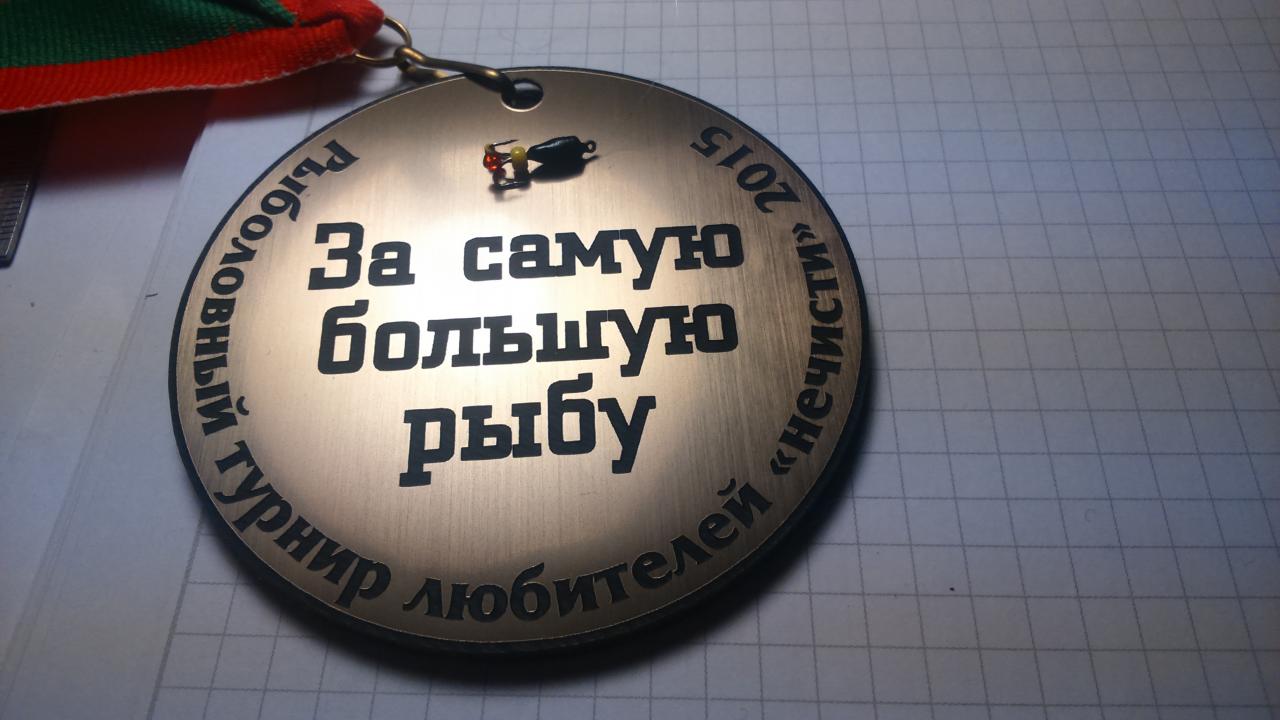 За самую
большую
рыбу
Рыболовный турнир любителей «нечисти» 2015